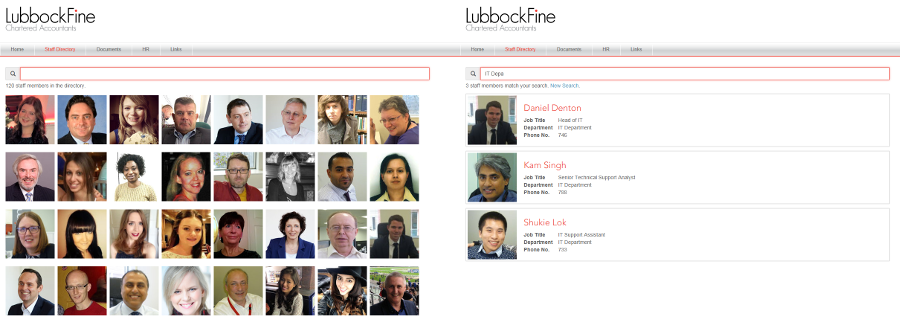 LubbockFine
Chartered Accountants
Home Staff Directory Documents HR Links
120 staff members in the directory.
LubbockFine
Chartered Accountants
Home Staff Directory Documents HR Links
IT Depa
3 staff members match your search. New Search.
Daniel Denton
Job Title Head of IT
Department IT Department
Phone No. 746
Kam Singh
Job Title Senior Technical Support Analyst
Department IT Department
Phone No. 798
Shukie Lok
Job Title IT Support Assistant
Department IT Department
Phone No. 733